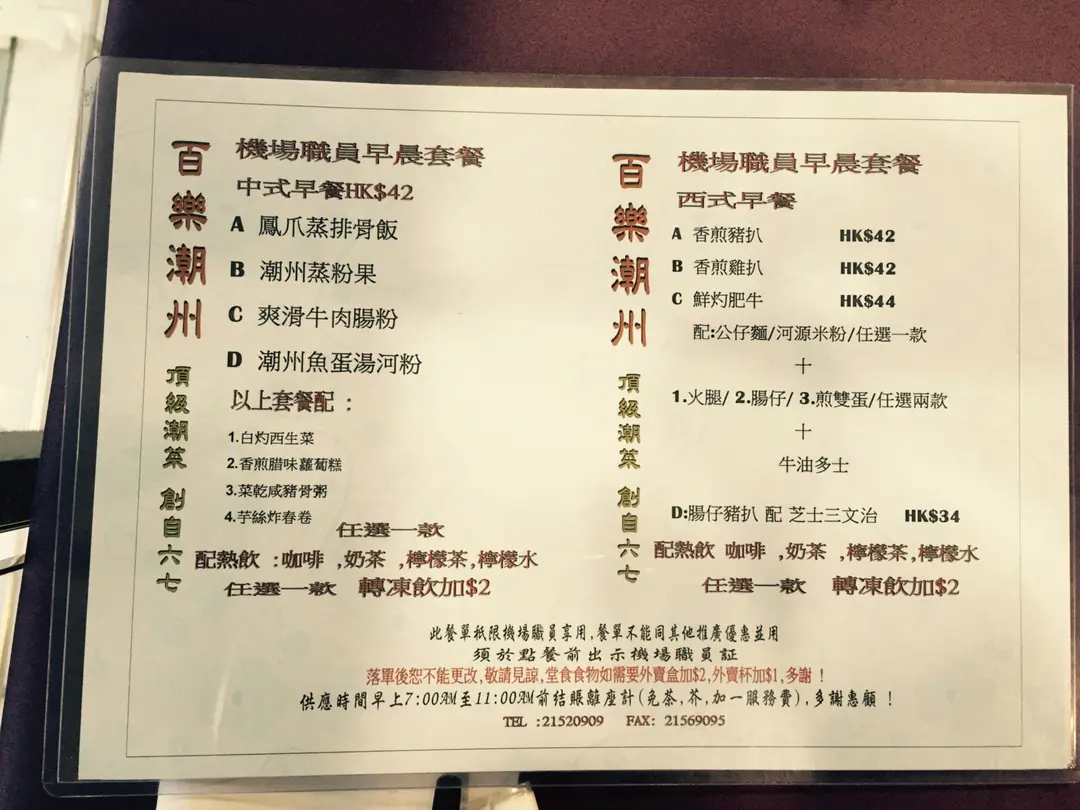 百樂潮州
頂級潮菜 創自六七
機場職員早晨套餐
中式早餐HK$42
A 鳳爪蒸排骨飯
B 潮州蒸粉果
C 爽滑牛肉腸粉
D 潮州魚蛋湯河粉
以上套餐配：
1.白灼西生菜
2.香煎腊味蘿蔔糕
3.菜乾咸豬骨粥
4.芋絲炸春卷
任選一款
配熱飲 :咖啡 ,奶茶 ,檸檬茶,檸檬水
任選一款 轉凍飲加$2
百樂潮州
頂級潮菜 創自六七
機場職員早晨套餐
西式早餐
A 香煎豬扒 HK$42
B 香煎雞扒 HK$42
C 鮮灼肥牛 HK$44
配:公仔麵/河源米粉/任選一款
十
1.火腿/ 2.腸仔/ 3.煎雙蛋/任選兩款
十
牛油多士
D:腸仔豬扒 配 芝士三文治 HK$34
配熱飲 咖啡 ,奶茶 ,檸檬茶,檸檬水
任選一款 轉凍飲加$2
此餐單祇限機場職員享用,餐單不能同其他推廣優惠並用
須於點餐前出示機場職員証
落單後恕不能更改,敬請見諒,堂食食物如需要外賣盒加$2,外賣杯加$1,多謝！
供應時間早上7:00AM至11:00AM前結賬離座計(免茶,芥,加一服務費),多謝惠顧！
TEL :21520909 FAX: 21569095